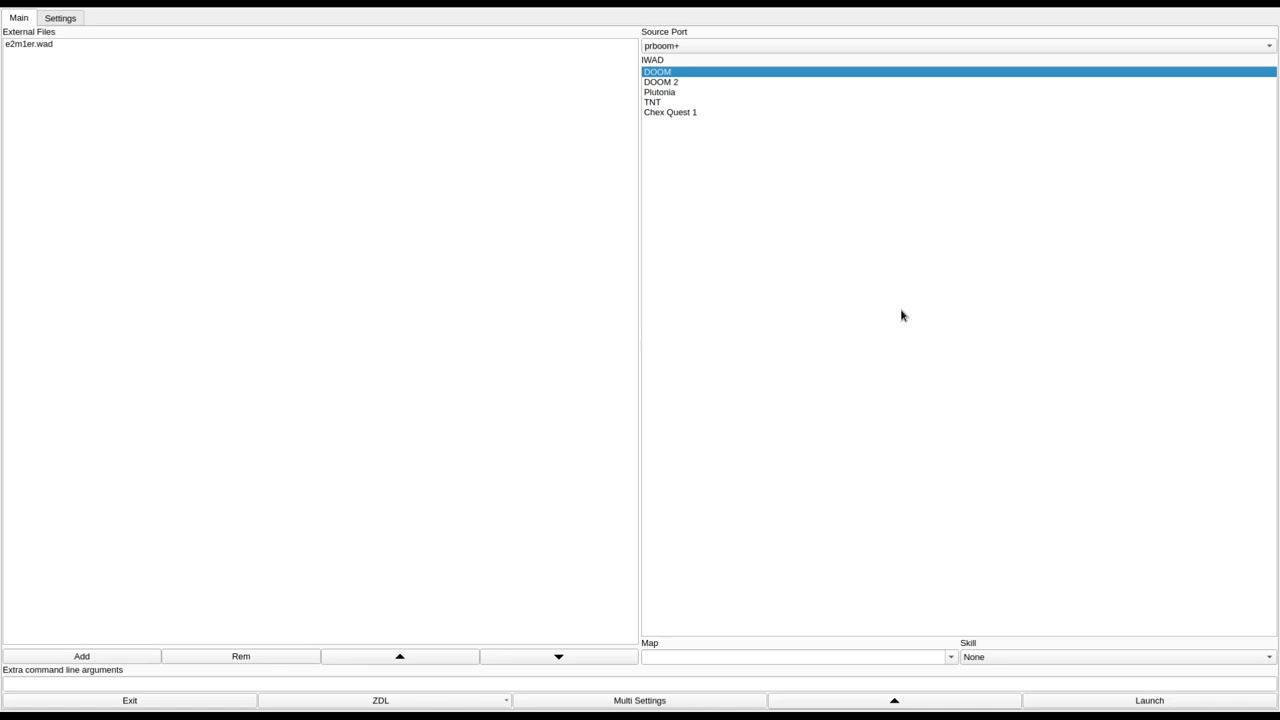 Main Settings
External Files
e2m1er.wad
Source Port
prboom+
IWAD
DOOM
DOOM 2
Plutonia
TNT
Chex Quest 1
Map
Skill
None
Add
Rem
Extra command line arguments
Exit
ZDL
Multi Settings
Launch